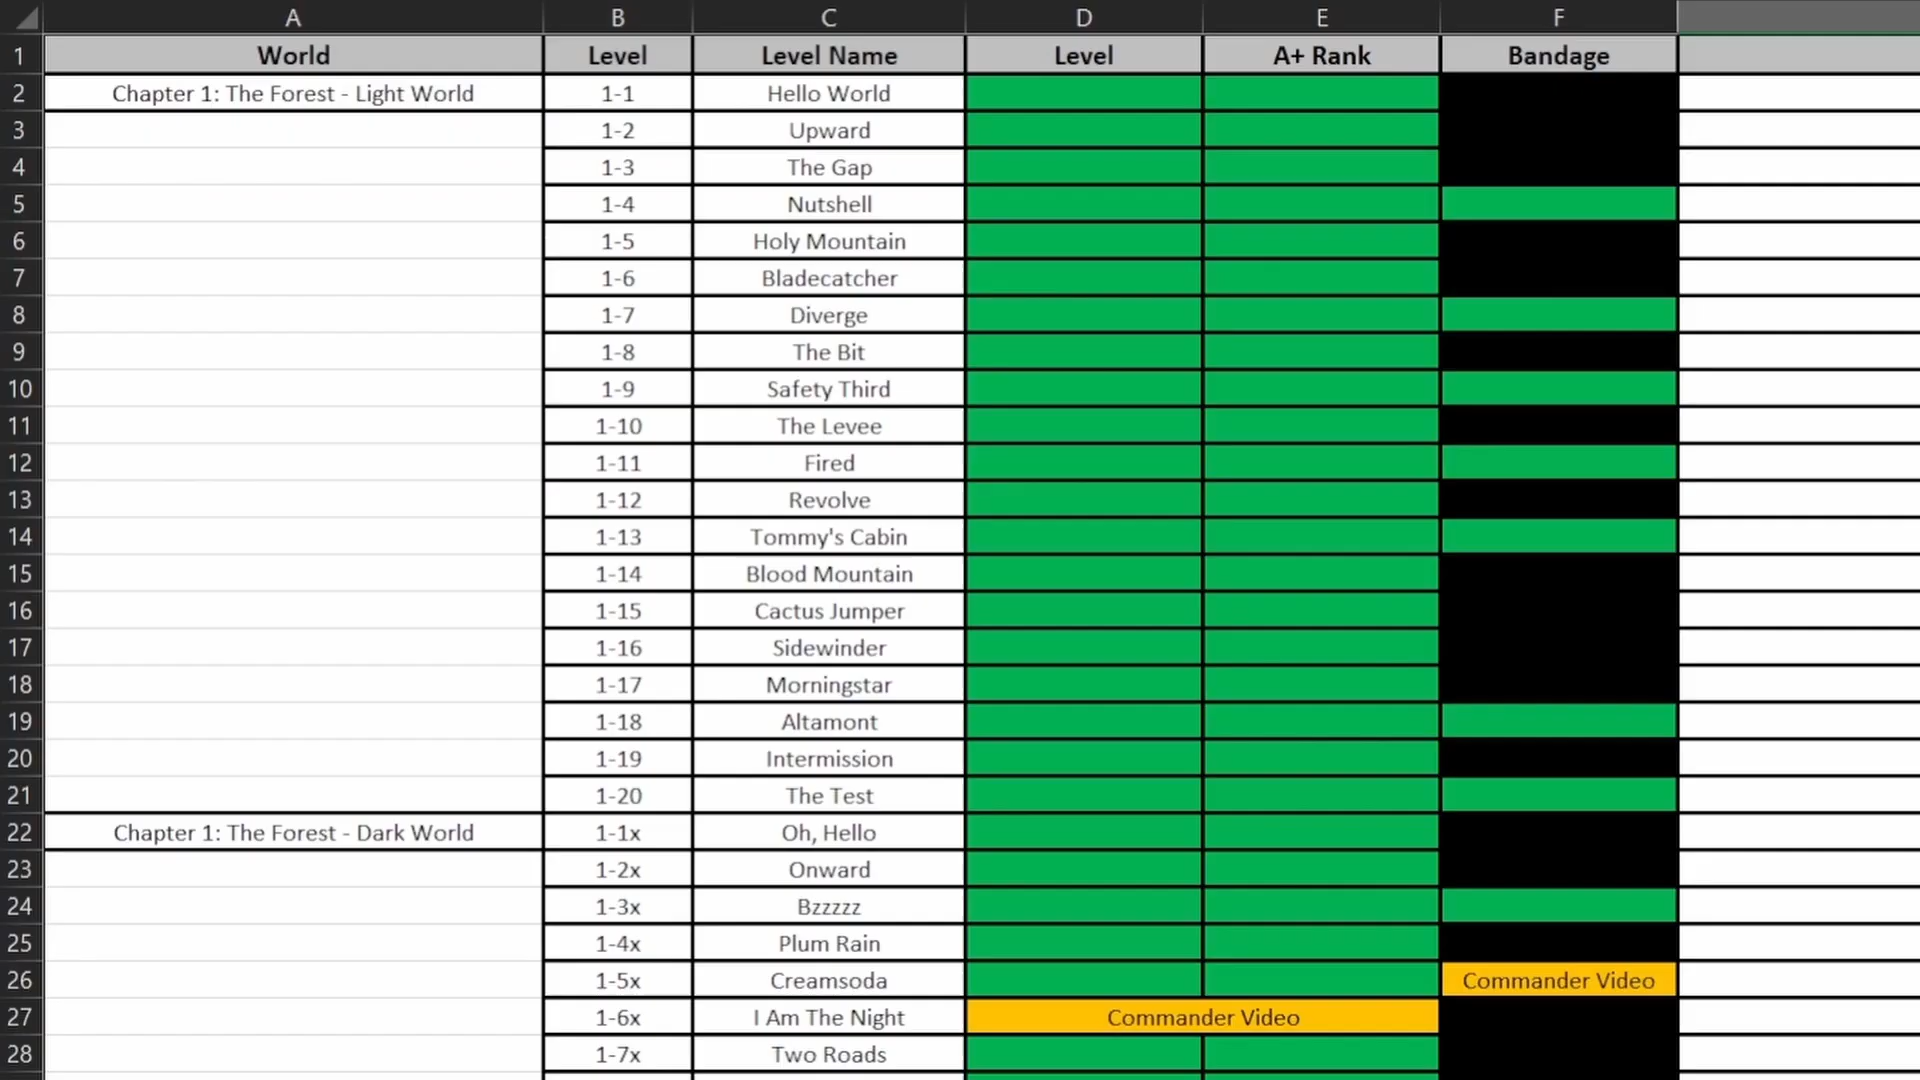 A B C D E F
1 World Level Level Name Level A+ Rank Bandage
2 Chapter 1: The Forest - Light World 1-1 Hello World
3 1-2 Upward
4 1-3 The Gap
5 1-4 Nutshell
6 1-5 Holy Mountain
7 1-6 Bladecatcher
8 1-7 Diverge
9 1-8 The Bit
10 1-9 Safety Third
11 1-10 The Levee
12 1-11 Fired
13 1-12 Revolve
14 1-13 Tommy's Cabin
15 1-14 Blood Mountain
16 1-15 Cactus Jumper
17 1-16 Sidewinder
18 1-17 Morningstar
19 1-18 Altamont
20 1-19 Intermission
21 1-20 The Test
22 Chapter 1: The Forest - Dark World 1-1x Oh, Hello
23 1-2x Onward
24 1-3x Bzzzzz
25 1-4x Plum Rain
26 1-5x Creamsoda Commander Video
27 1-6x I Am The Night Commander Video
28 1-7x Two Roads